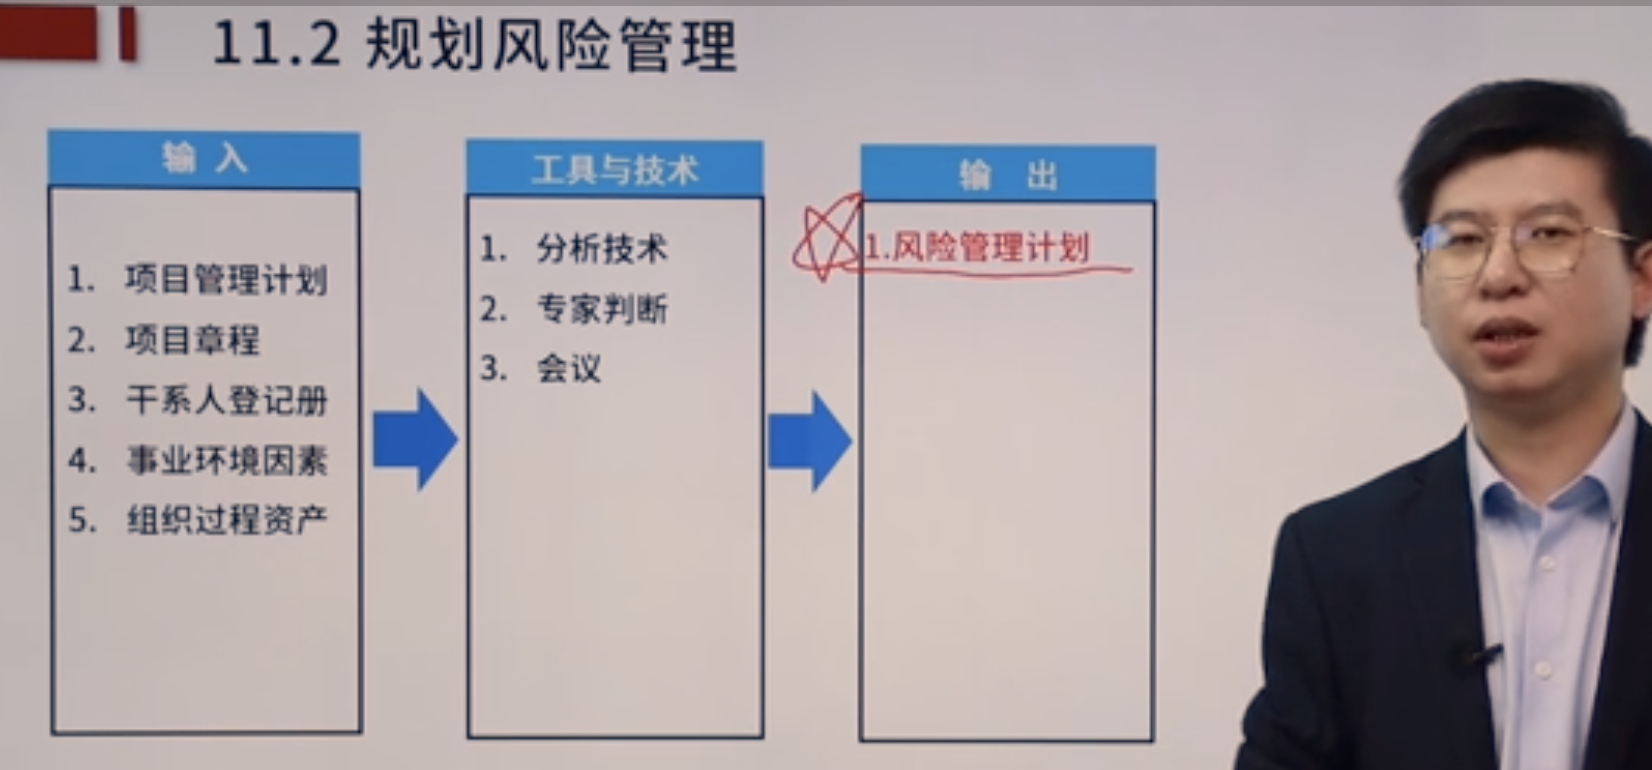 11.2 规划风险管理
输 入
1. 项目管理计划
2. 项目章程
3. 干系人登记册
4. 事业环境因素
5. 组织过程资产
工具与技术
1. 分析技术
2. 专家判断
3. 会议
输 出
1.风险管理计划